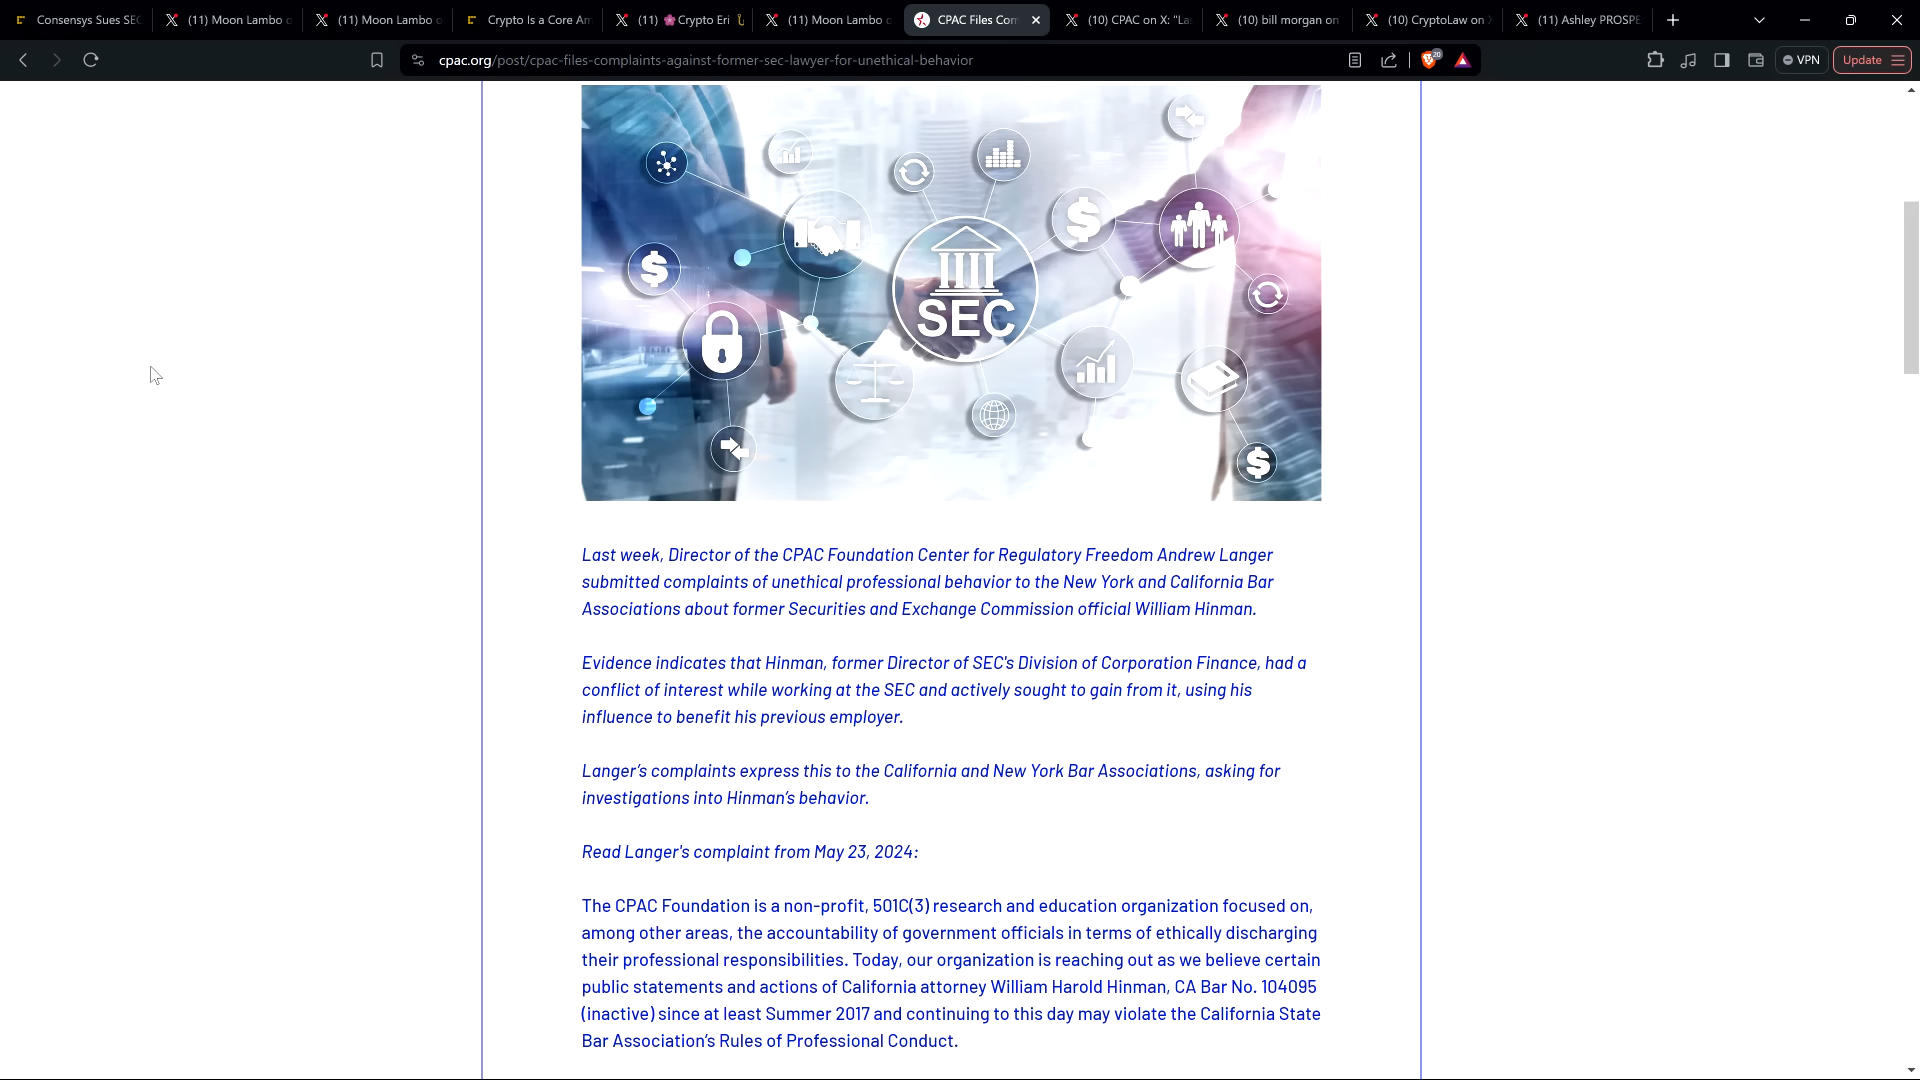 Consensys Sues SEC
(11) Moon Lambo o
(11) Moon Lambo o
Crypto Is a Core Am
(11) 🌸Crypto Eri
(11) Moon Lambo o
CPAC Files Com
(10) CPAC on X: "La
(10) bill morgan on
(10) CryptoLaw on X
(11) Ashley PROSPE
cpac.org/post/cpac-files-complaints-against-former-sec-lawyer-for-unethical-behavior
20
VPN
Update
SEC
Last week, Director of the CPAC Foundation Center for Regulatory Freedom Andrew Langer
submitted complaints of unethical professional behavior to the New York and California Bar
Associations about former Securities and Exchange Commission official William Hinman.
Evidence indicates that Hinman, former Director of SEC's Division of Corporation Finance, had a
conflict of interest while working at the SEC and actively sought to gain from it, using his
influence to benefit his previous employer.
Langer’s complaints express this to the California and New York Bar Associations, asking for
investigations into Hinman’s behavior.
Read Langer's complaint from May 23, 2024:
The CPAC Foundation is a non-profit, 501C(3) research and education organization focused on,
among other areas, the accountability of government officials in terms of ethically discharging
their professional responsibilities. Today, our organization is reaching out as we believe certain
public statements and actions of California attorney William Harold Hinman, CA Bar No. 104095
(inactive) since at least Summer 2017 and continuing to this day may violate the California State
Bar Association’s Rules of Professional Conduct.